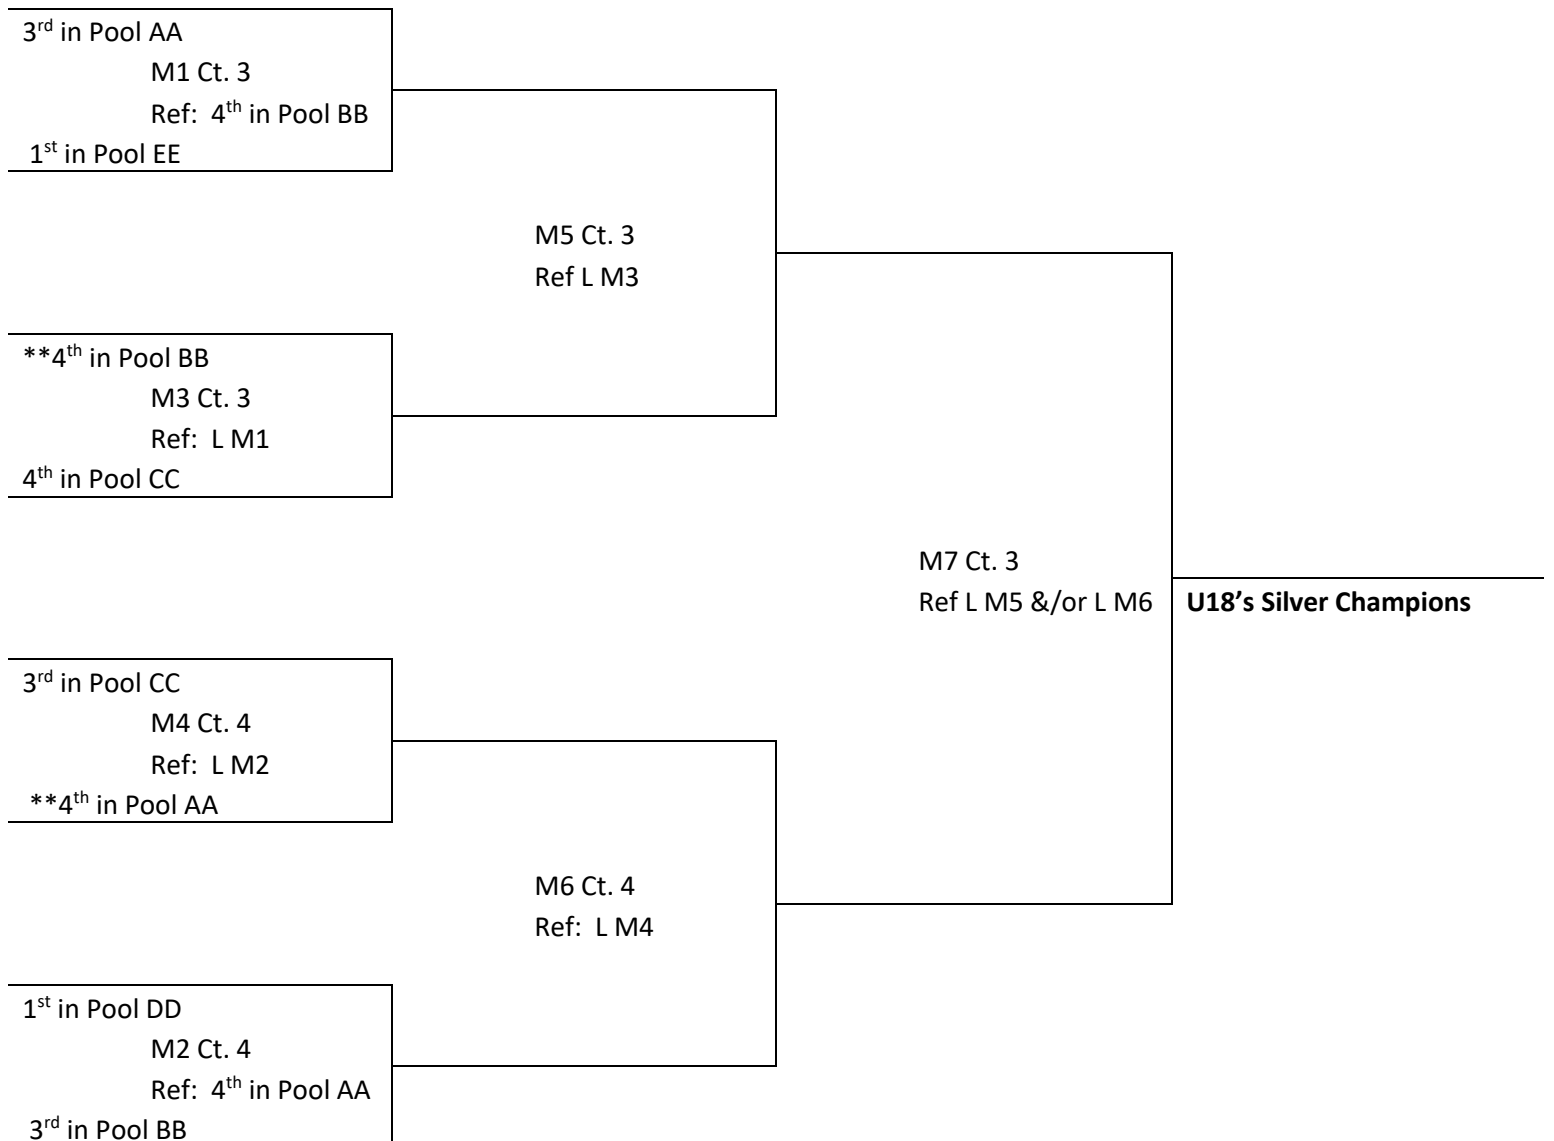 3rd in Pool AA
M1 Ct. 3
Ref: 4th in Pool BB
1st in Pool EE
M5 Ct. 3
Ref L M3
**4th in Pool BB
M3 Ct. 3
Ref: L M1
4th in Pool CC
M7 Ct. 3
Ref L M5 &/or L M6
U18’s Silver Champions
3rd in Pool CC
M4 Ct. 4
Ref: L M2
**4th in Pool AA
M6 Ct. 4
Ref: L M4
1st in Pool DD
M2 Ct. 4
Ref: 4th in Pool AA
3rd in Pool BB